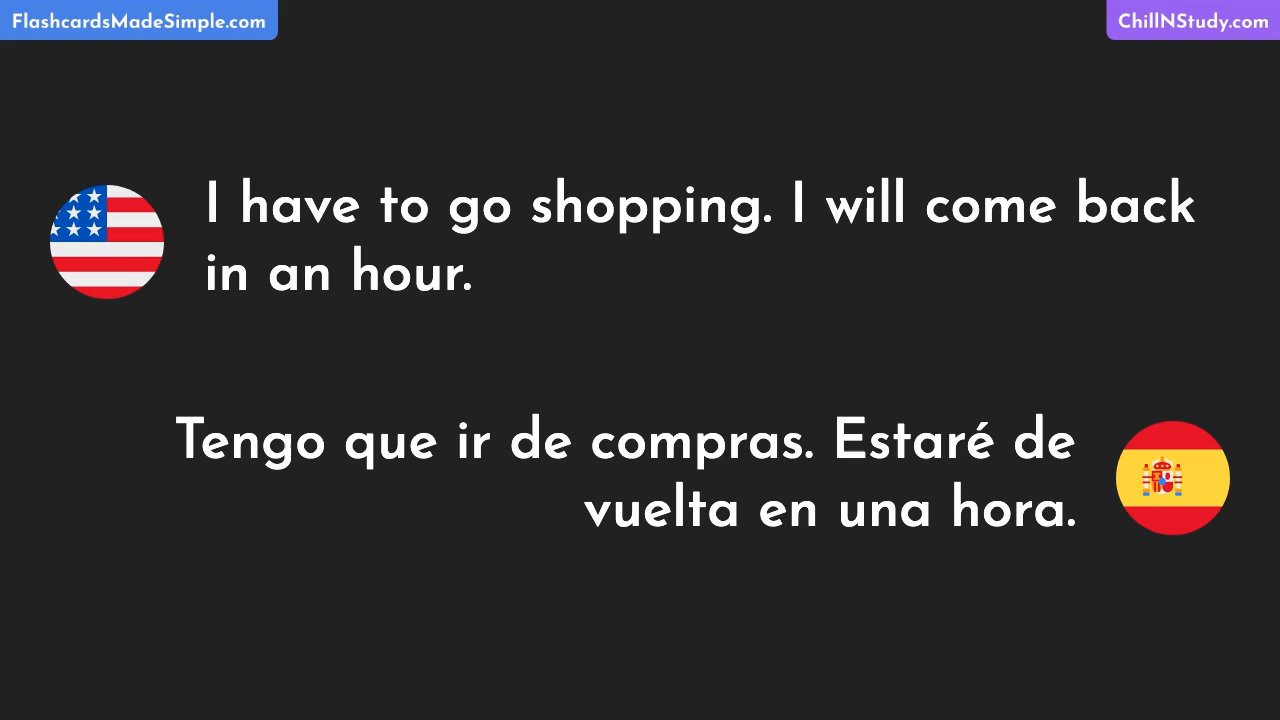 FlashcardsMadeSimple.com
ChillNStudy.com
I have to go shopping. I will come back
in an hour.
Tengo que ir de compras. Estaré de
vuelta en una hora.